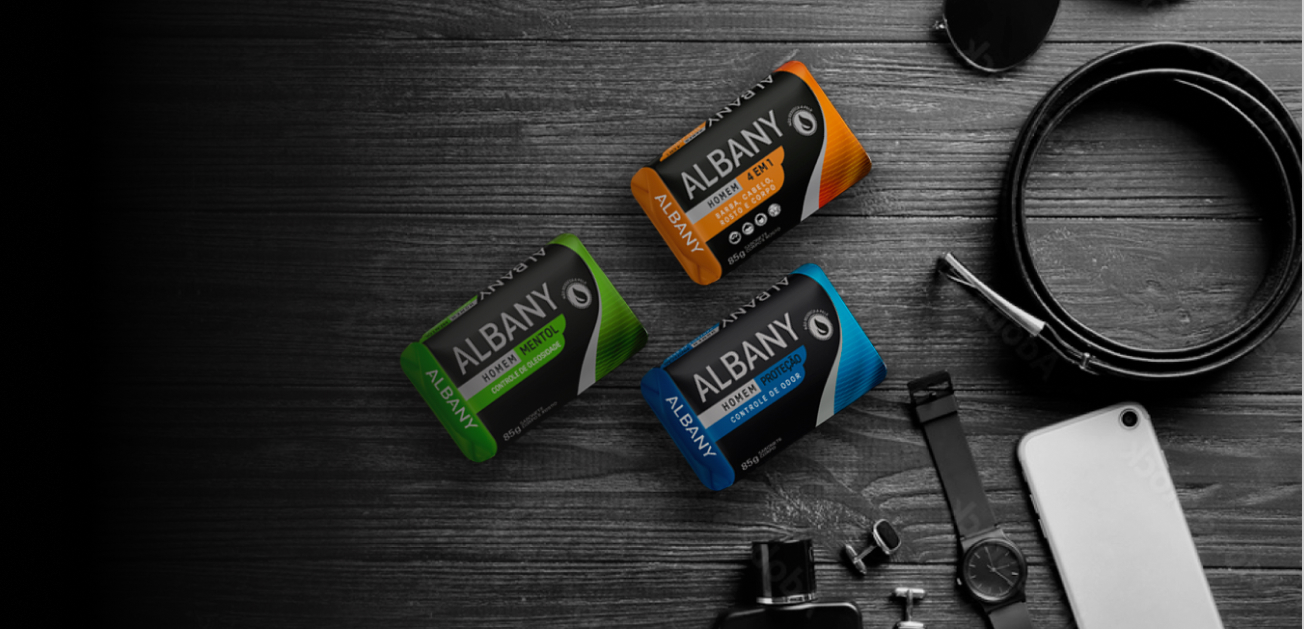 ALBANY
ALBANY
HOMEM 4 EM 1
BARBA, CABELO,
ROSTO E CORPO
85g
ALBANY
ALBANY
ALBANY
HOMEM MENTOL
CONTROLE DE OLEOSIDADE
85g
ALBANY
ALBANY
ALBANY
HOMEM PROTEÇÃO
CONTROLE DE ODOR
85g
ALBANY